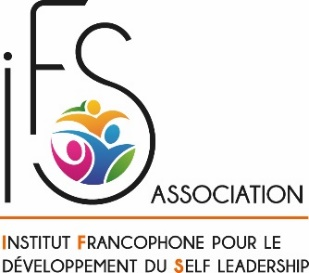 iFS
ASSOCIATION
INSTITUT FRANCOPHONE POUR LE
DÉVELOPPEMENT DU SELF LEADERSHIP